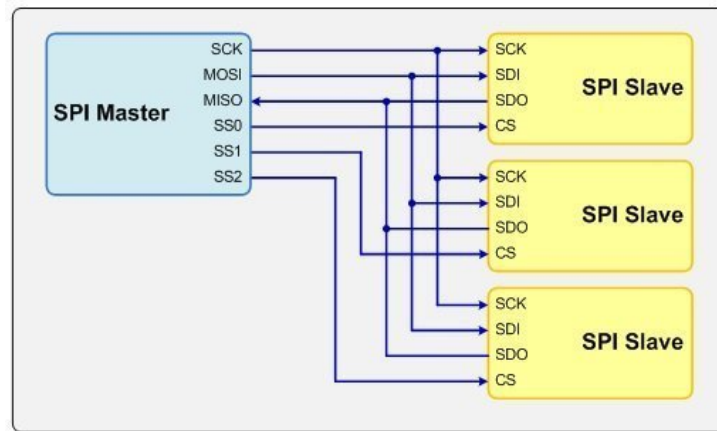 SPI Master
SCK
MOSI
MISO
SS0
SS1
SS2
SCK
SDI
SDO
CS
SPI Slave
SCK
SDI
SDO
CS
SPI Slave
SCK
SDI
SDO
CS
SPI Slave